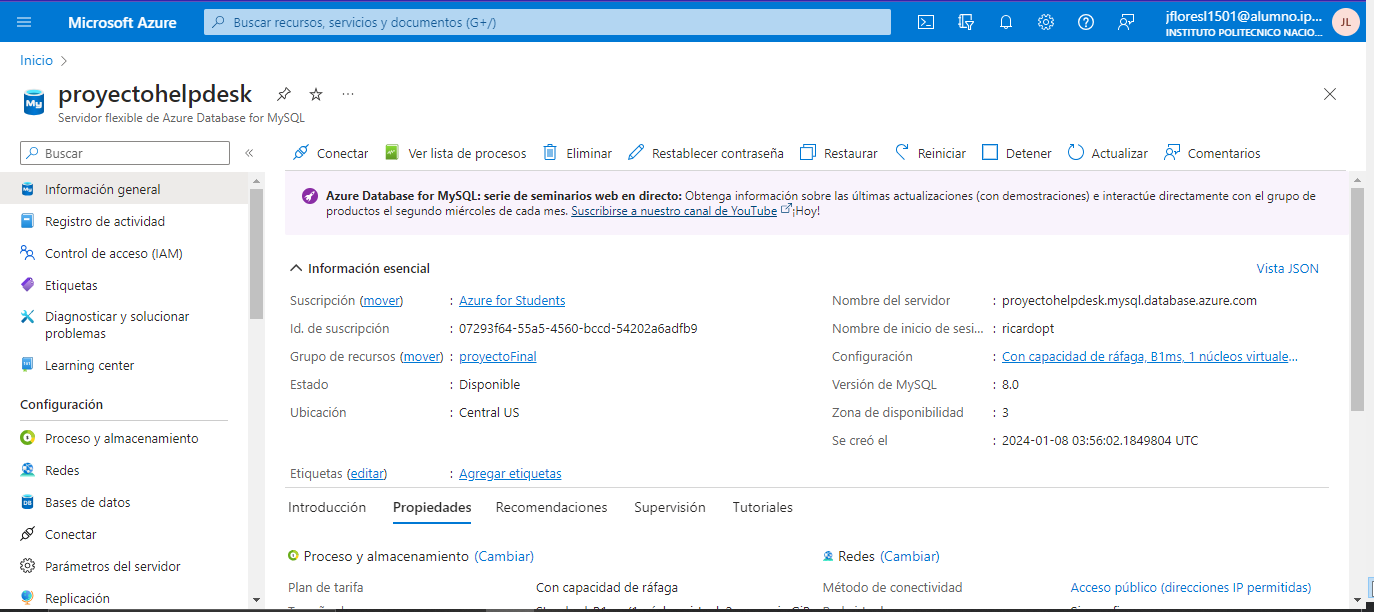 Microsoft Azure
Buscar recursos, servicios y documentos (G+/)
jfloresl1501@alumno.ip...
INSTITUTO POLITECNICO NACIO...
JL
Inicio
proyectohelpdesk
Servidor flexible de Azure Database for MySQL
Buscar
Conectar Ver lista de procesos Eliminar Restablecer contraseña Restaurar Reiniciar Detener Actualizar Comentarios
Información general
Registro de actividad
Control de acceso (IAM)
Etiquetas
Diagnosticar y solucionar
problemas
Learning center
Configuración
Proceso y almacenamiento
Redes
Bases de datos
Conectar
Parámetros del servidor
Replicación
Azure Database for MySQL: serie de seminarios web en directo: Obtenga información sobre las últimas actualizaciones (con demostraciones) e interactúe directamente con el grupo de
productos el segundo miércoles de cada mes. Suscribirse a nuestro canal de YouTube ¡Hoy!
Información esencial
Vista JSON
Suscripción (mover) : Azure for Students
Id. de suscripción : 07293f64-55a5-4560-bccd-54202a6adfb9
Grupo de recursos (mover) : proyectoFinal
Estado : Disponible
Ubicación : Central US
Nombre del servidor : proyectohelpdesk.mysql.database.azure.com
Nombre de inicio de sesi... : ricardopt
Configuración : Con capacidad de ráfaga, B1ms, 1 núcleos virtuale...
Versión de MySQL : 8.0
Zona de disponibilidad : 3
Se creó el : 2024-01-08 03:56:02.1849804 UTC
Etiquetas (editar) : Agregar etiquetas
Introducción Propiedades Recomendaciones Supervisión Tutoriales
Proceso y almacenamiento (Cambiar)
Plan de tarifa Con capacidad de ráfaga
Redes (Cambiar)
Método de conectividad Acceso público (direcciones IP permitidas)